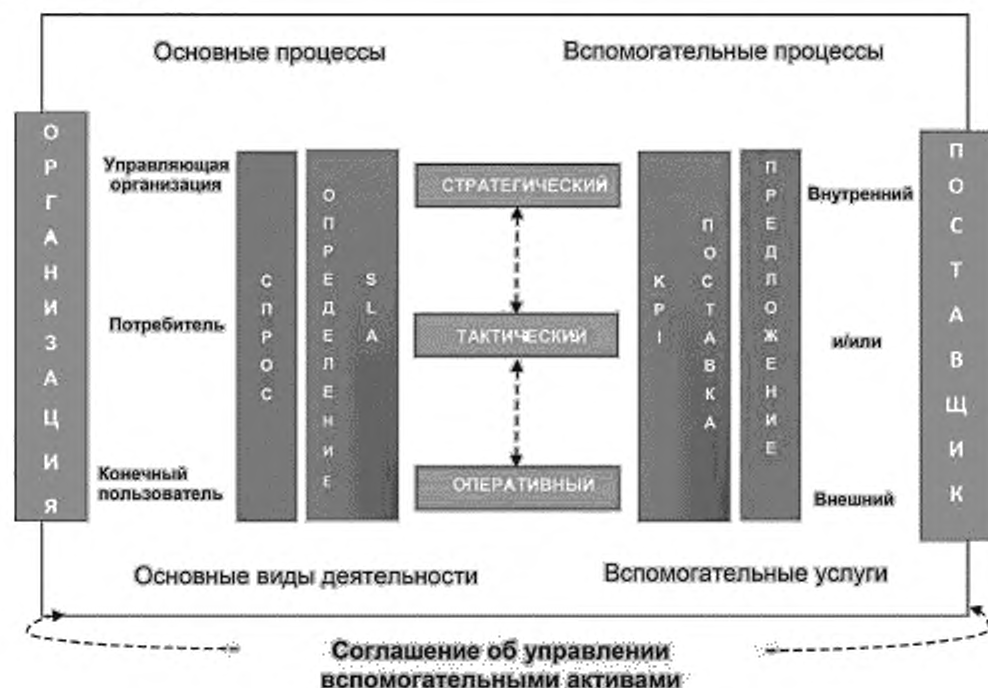 Основные процессы
Вспомогательные процессы
ОРГАНИЗАЦИЯ
Управляющая
организация
Потребитель
Конечный
пользователь
СПРОС
ОПРЕДЕЛЕНИЕ
SLA
СТРАТЕГИЧЕСКИЙ
ТАКТИЧЕСКИЙ
ОПЕРАТИВНЫЙ
KPI
ПОСТАВКА
ПРЕДЛОЖЕНИЕ
Внутренний
и/или
Внешний
ПОСТАВЩИК
Основные виды деятельности
Вспомогательные услуги
Соглашение об управлении
вспомогательными активами